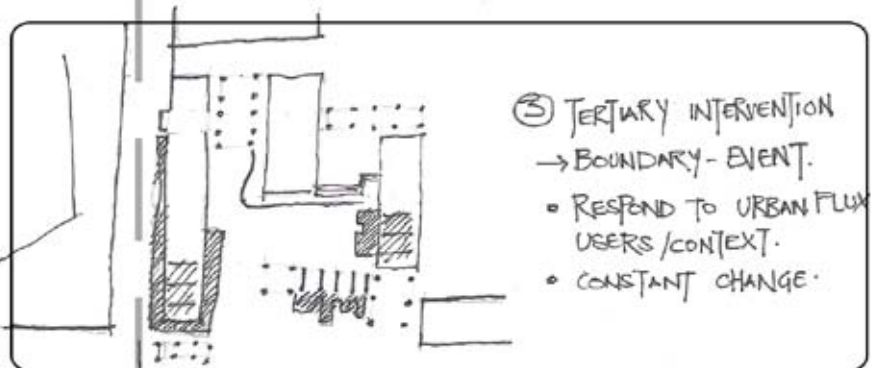 ③ TERTIARY INTERVENTION
→ BOUNDARY - EVENT.
• RESPOND TO URBAN FLUX
USERS/CONTEXT.
• CONSTANT CHANGE.